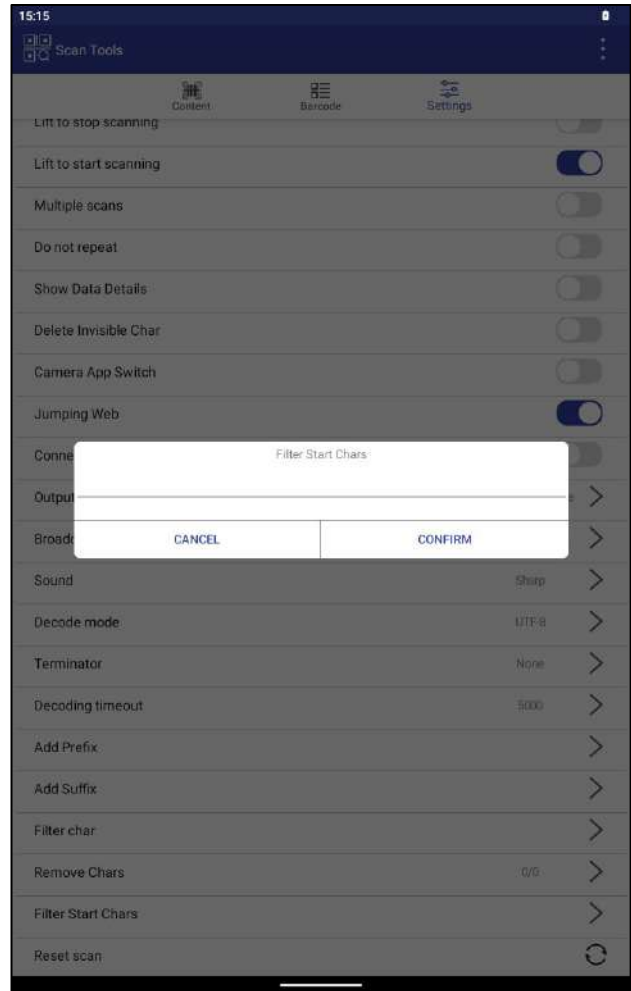 15:15
Scan Tools
Content
Barcode
Settings
Lift to stop scanning
Lift to start scanning
Multiple scans
Do not repeat
Show Data Details
Delete Invisible Char
Camera App Switch
Jumping Web
Conne
Filter Start Chars
Output
Broad
CANCEL
CONFIRM
Sound
Sharp
Decode mode
UTF-8
Terminator
None
Decoding timeout
5000
Add Prefix
Add Suffix
Filter char
Remove Chars
0/0
Filter Start Chars
Reset scan